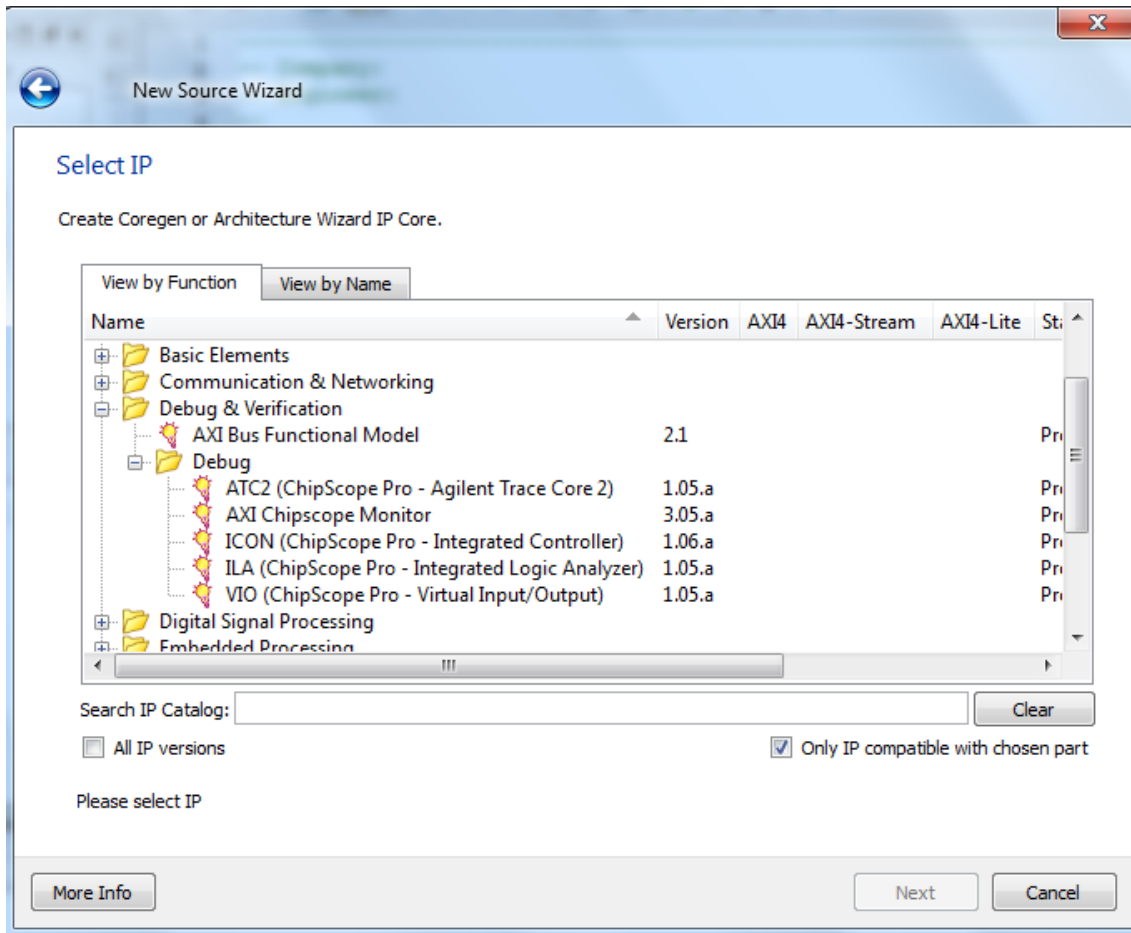 New Source Wizard
Select IP
Create Coregen or Architecture Wizard IP Core.
View by Function View by Name
Name Version AXI4 AXI4-Stream AXI4-Lite
Basic Elements
Communication & Networking
Debug & Verification
AXI Bus Functional Model 2.1
Debug
ATC2 (ChipScope Pro - Agilent Trace Core 2) 1.05.a
AXI Chipscope Monitor 3.05.a
ICON (ChipScope Pro - Integrated Controller) 1.06.a
ILA (ChipScope Pro - Integrated Logic Analyzer) 1.05.a
VIO (ChipScope Pro - Virtual Input/Output) 1.05.a
Digital Signal Processing
Embedded Processing
Search IP Catalog: Clear
All IP versions Only IP compatible with chosen part
Please select IP
More Info Next Cancel